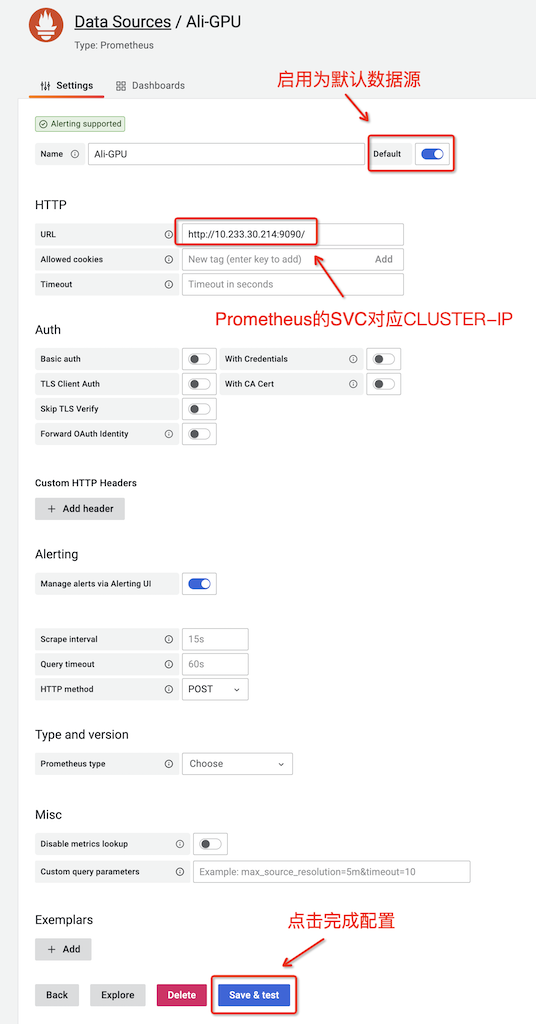 Data Sources / Ali-GPU
Type: Prometheus
Settings
Dashboards
启用为默认数据源
Alerting supported
Name
Ali-GPU
Default
HTTP
URL
http://10.233.30.214:9090/
Allowed cookies
New tag (enter key to add)
Add
Timeout
Timeout in seconds
Prometheus的SVC对应CLUSTER-IP
Auth
Basic auth
With Credentials
TLS Client Auth
With CA Cert
Skip TLS Verify
Forward OAuth Identity
Custom HTTP Headers
+ Add header
Alerting
Manage alerts via Alerting UI
Scrape interval
15s
Query timeout
60s
HTTP method
POST
Type and version
Prometheus type
Choose
Misc
Disable metrics lookup
Custom query parameters
Example: max_source_resolution=5m&timeout=10
Exemplars
点击完成配置
+ Add
Back
Explore
Delete
Save & test